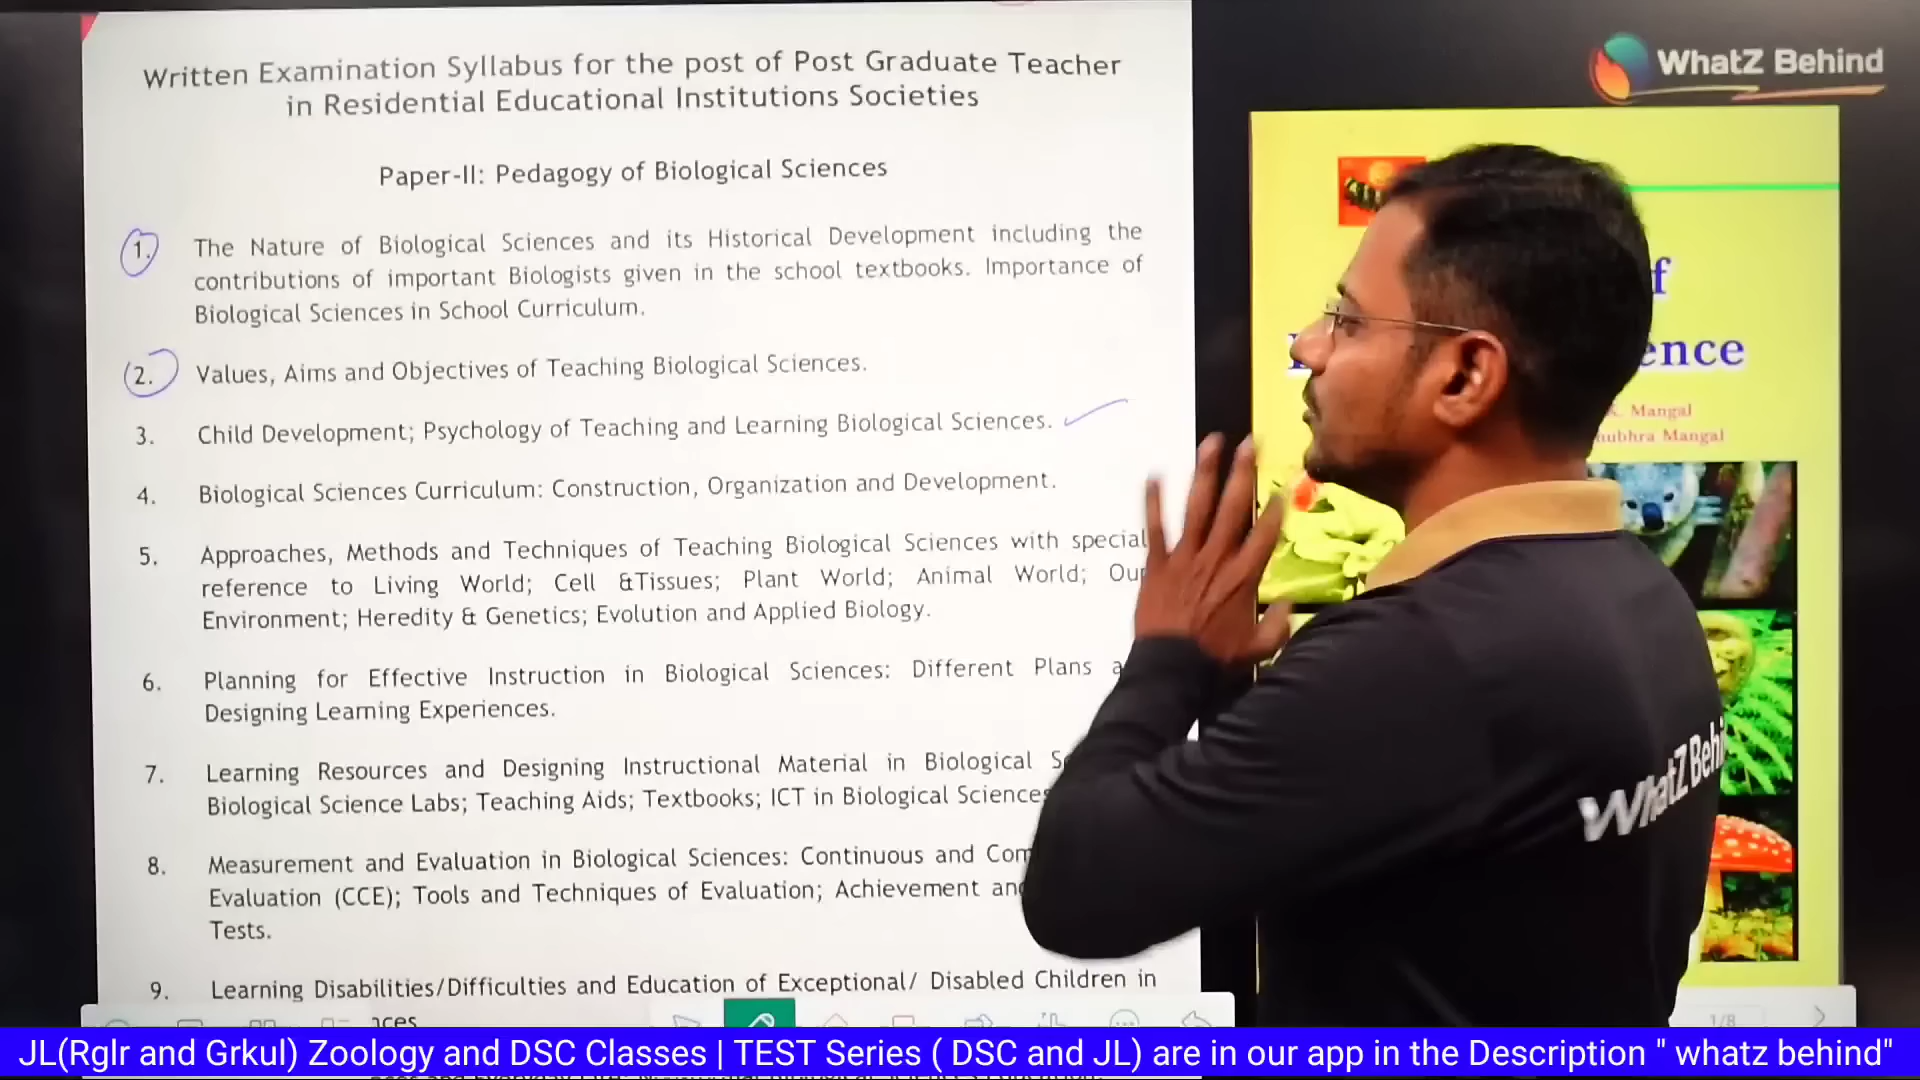 Written Examination Syllabus for the post of Post Graduate Teacher
in Residential Educational Institutions Societies
Paper-II: Pedagogy of Biological Sciences
1. The Nature of Biological Sciences and its Historical Development including the
contributions of important Biologists given in the school textbooks. Importance of
Biological Sciences in School Curriculum.
2. Values, Aims and Objectives of Teaching Biological Sciences.
3. Child Development; Psychology of Teaching and Learning Biological Sciences.
4. Biological Sciences Curriculum: Construction, Organization and Development.
5. Approaches, Methods and Techniques of Teaching Biological Sciences with special
reference to Living World; Cell &Tissues; Plant World; Animal World; Our
Environment; Heredity & Genetics; Evolution and Applied Biology.
6. Planning for Effective Instruction in Biological Sciences: Different Plans
Designing Learning Experiences.
7. Learning Resources and Designing Instructional Material in Biological
Biological Science Labs; Teaching Aids; Textbooks; ICT in Biological Sciences
8. Measurement and Evaluation in Biological Sciences: Continuous and
Evaluation (CCE); Tools and Techniques of Evaluation; Achievement
Tests.
9. Learning Disabilities/Difficulties and Education of Exceptional/ Disabled Children in
WhatZ Behind
Mangal
Mangal
WhatZ Behi
1/8
JL(Rglr and Grkul) Zoology and DSC Classes | TEST Series ( DSC and JL) are in our app in the Description " whatz behind"